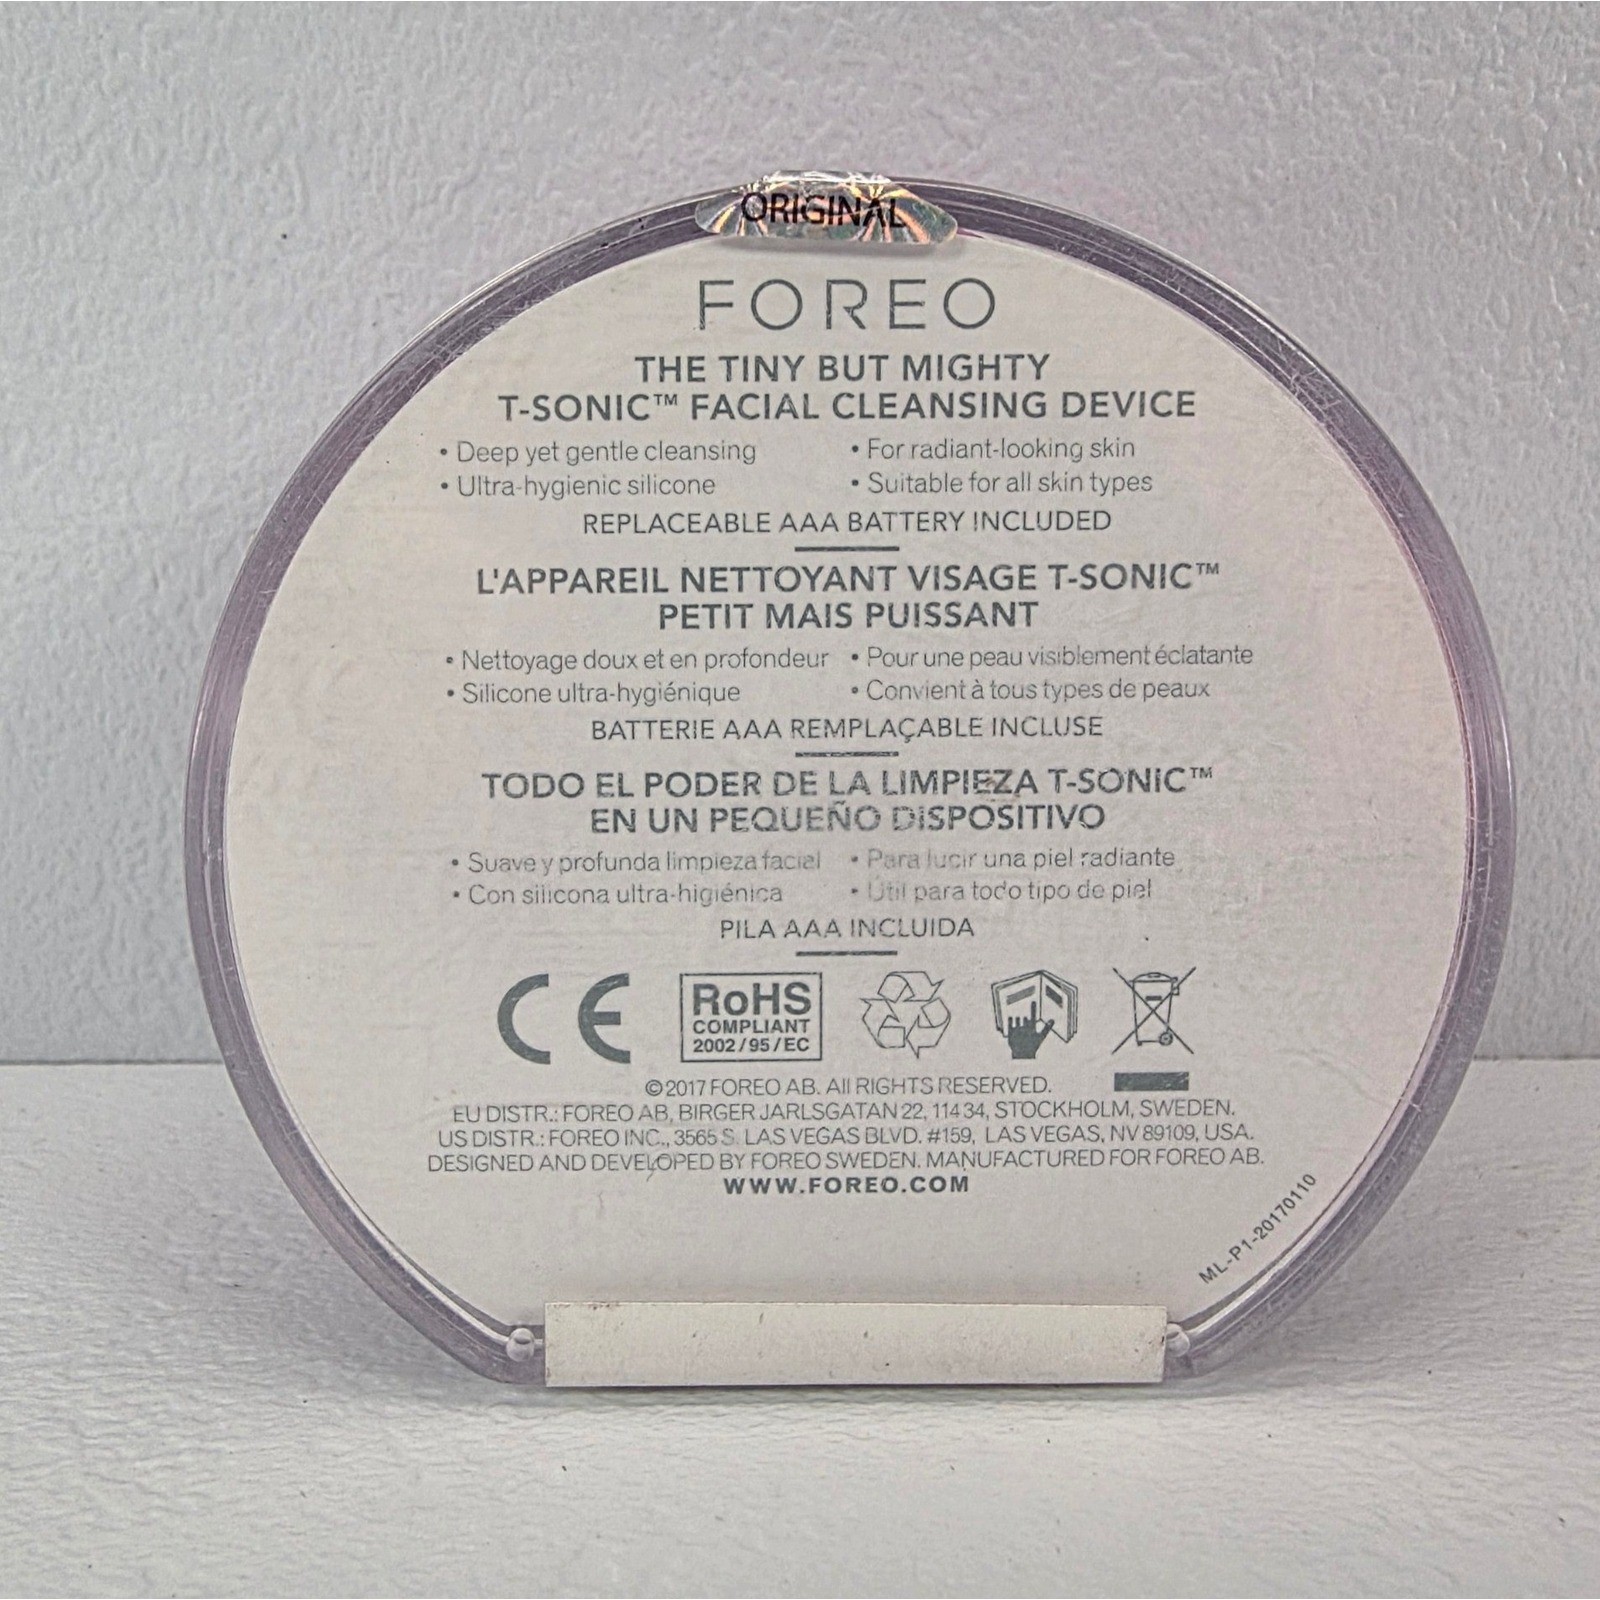 ORIGINAL
FOREO
THE TINY BUT MIGHTY
T-SONIC™ FACIAL CLEANSING DEVICE
• Deep yet gentle cleansing • For radiant-looking skin
• Ultra-hygienic silicone • Suitable for all skin types
REPLACEABLE AAA BATTERY INCLUDED
L'APPAREIL NETTOYANT VISAGE T-SONIC™
PETIT MAIS PUISSANT
• Nettoyage doux et en profondeur • Pour une peau visiblement éclatante
• Silicone ultra-hygiénique • Convient à tous types de peaux
BATTERIE AAA REMPLAÇABLE INCLUSE
TODO EL PODER DE LA LIMPIEZA T-SONIC™
EN UN PEQUEÑO DISPOSITIVO
• Suave y profunda limpieza facial • Para lucir una piel radiante
• Con silicona ultra-higiénica • Útil para todo tipo de piel
PILA AAA INCLUIDA
CE
RoHS
COMPLIANT
2002/95/EC
©2017 FOREO AB. All RIGHTS RESERVED.
EU DISTR.: FOREO AB, BIRGER JARLSGATAN 22, 114 34, STOCKHOLM, SWEDEN.
US DISTR.: FOREO INC., 3565 S. LAS VEGAS BLVD. #159, LAS VEGAS, NV 89109, USA.
DESIGNED AND DEVELOPED BY FOREO SWEDEN. MANUFACTURED FOR FOREO AB.
WWW.FOREO.COM
ML-P1-20170110